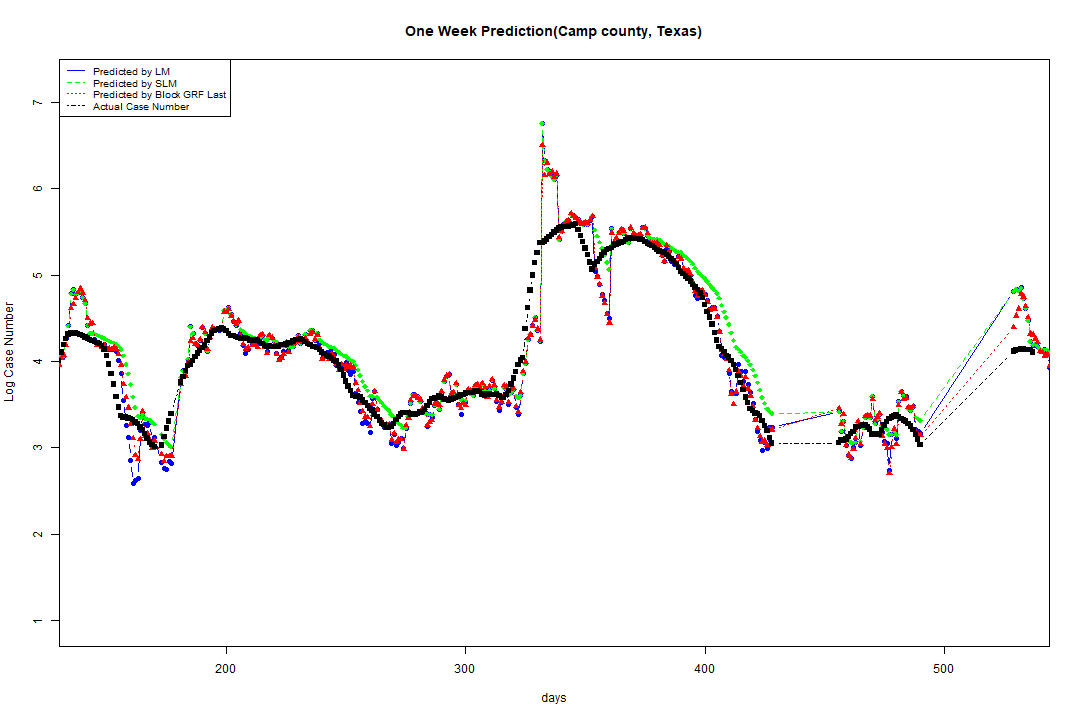 One Week Prediction(Camp county, Texas)
Predicted by LM
Predicted by SLM
Predicted by Block GRF Last
Actual Case Number
7
6
5
4
3
2
1
Log Case Number
200
300
400
500
days